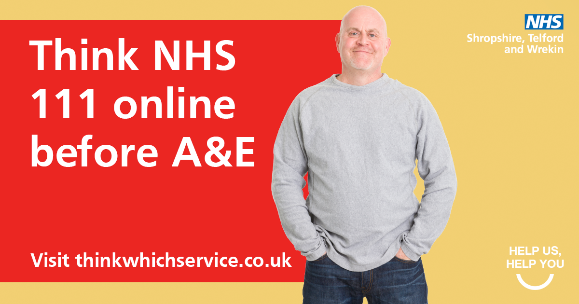 Think NHS
111 online
before A&E
Visit thinkwhichservice.co.uk
NHS
Shropshire, Telford
and Wrekin
HELP US,
HELP YOU